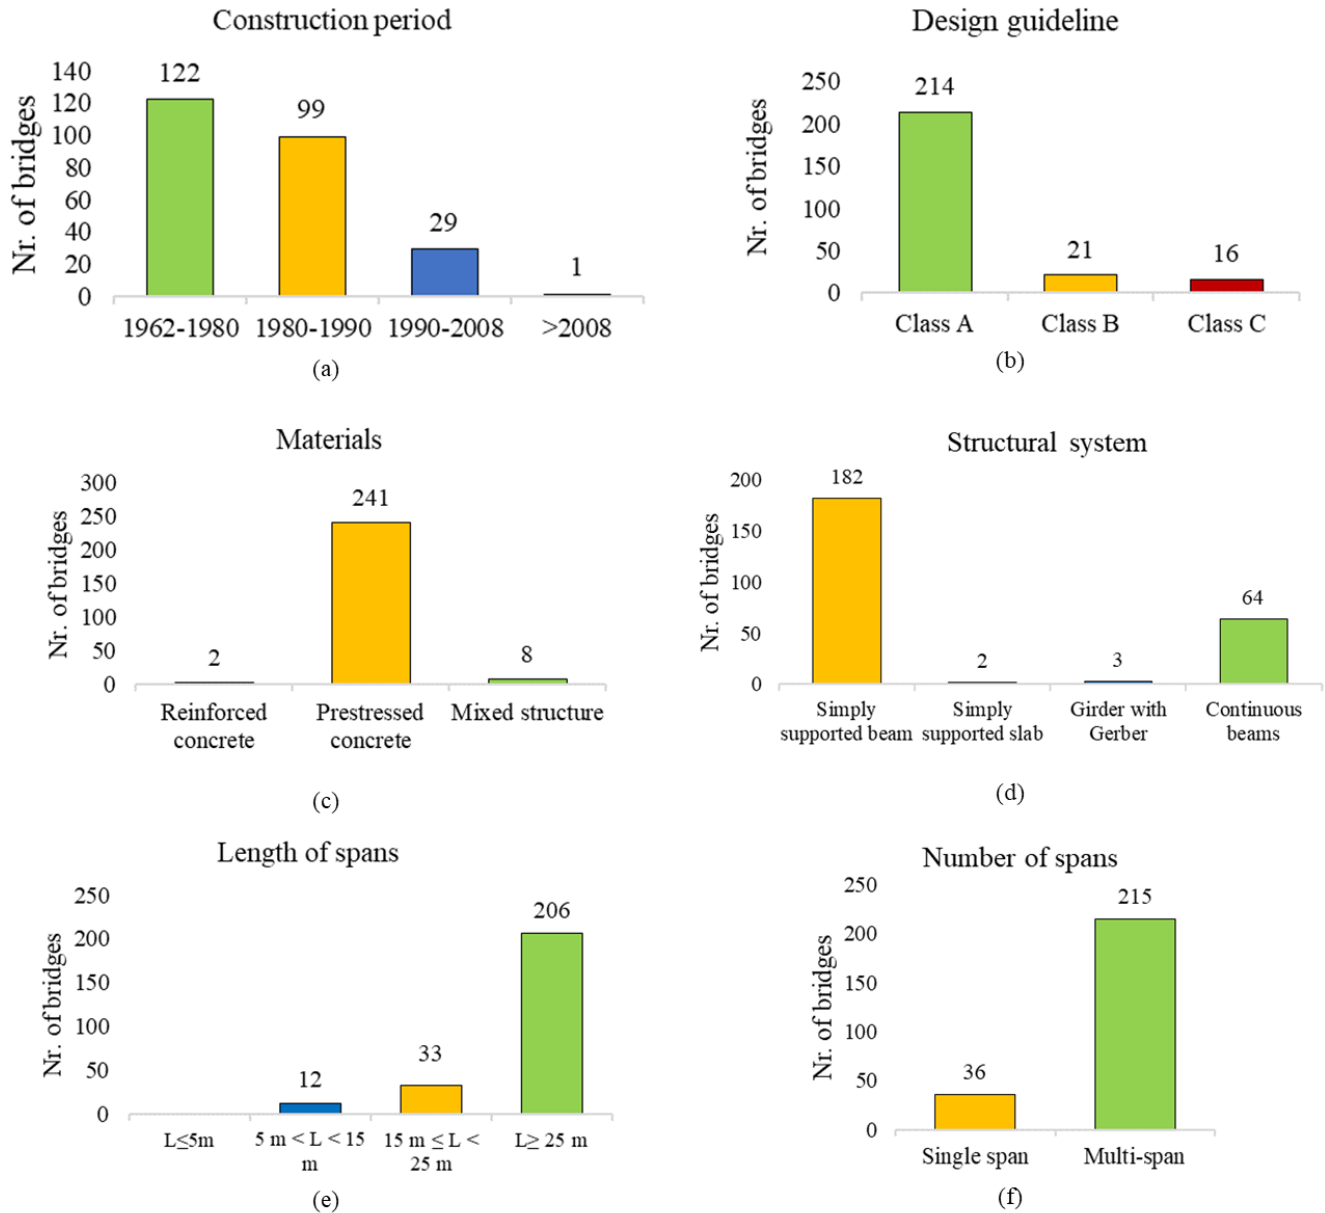 Construction period
Nr. of bridges
140
120
100
80
60
40
20
0
122
99
29
1
1962-1980
1980-1990
1990-2008
>2008
(a)
Design guideline
Nr. of bridges
250
200
150
100
50
0
214
21
16
Class A
Class B
Class C
(b)
Materials
Nr. of bridges
300
250
200
150
100
50
0
2
241
8
Reinforced
concrete
Prestressed
concrete
Mixed structure
(c)
Structural system
Nr. of bridges
200
150
100
50
0
182
2
3
64
Simply
supported beam
Simply
supported slab
Girder with
Gerber
Continuous
beams
(d)
Length of spans
Nr. of bridges
250
200
150
100
50
0
12
33
206
L≤5m
5 m < L < 15
m
15 m ≤ L <
25 m
L≥ 25 m
(e)
Number of spans
Nr. of bridges
250
200
150
100
50
0
36
215
Single span
Multi-span
(f)